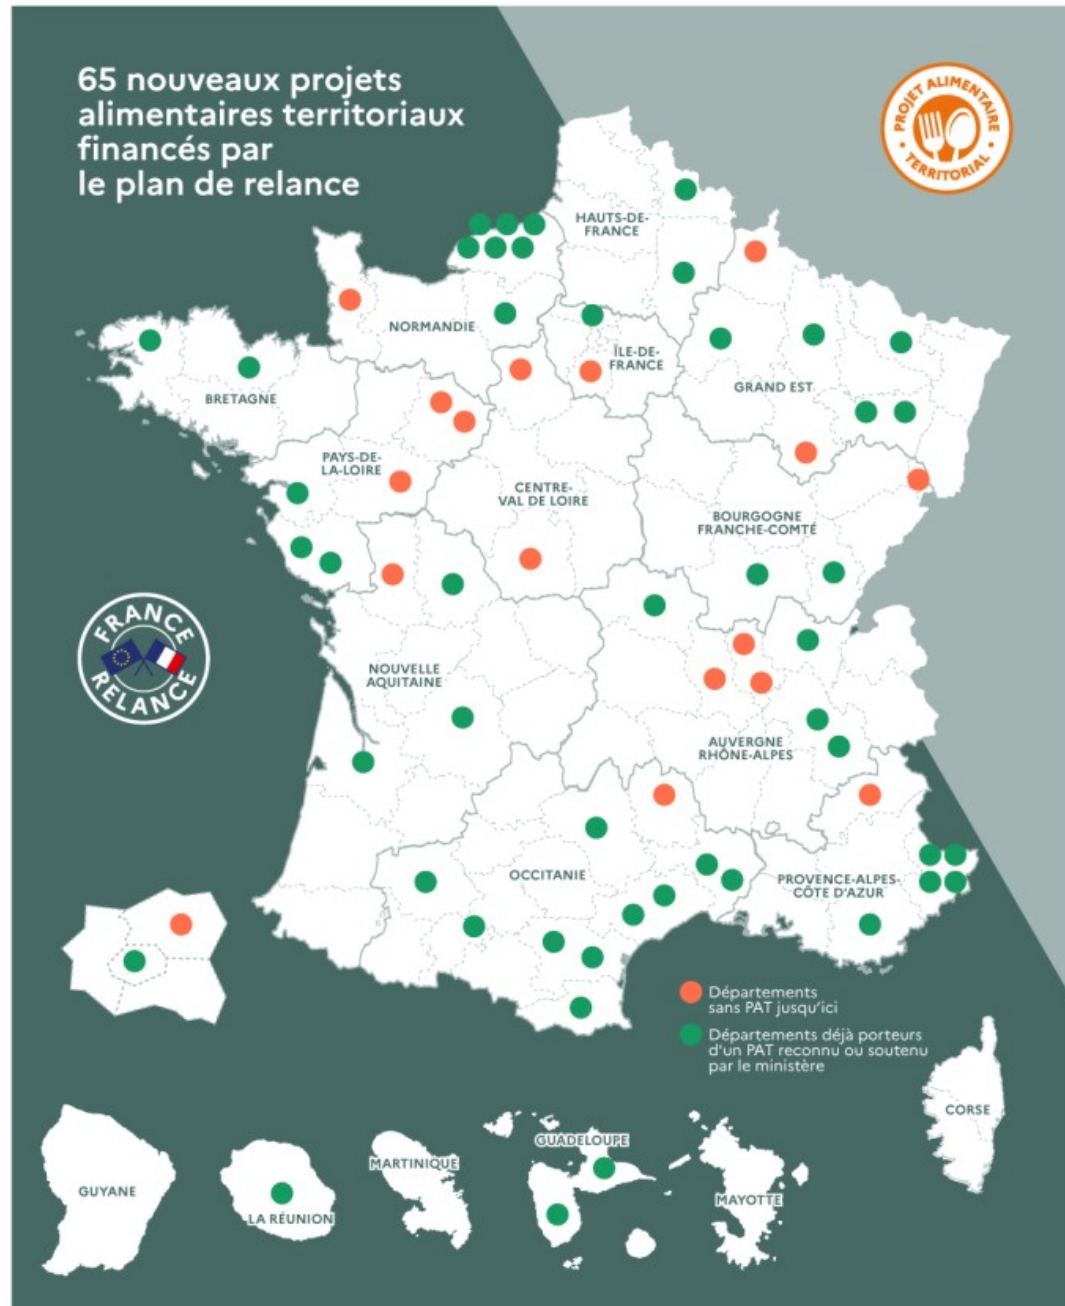 65 nouveaux projets
alimentaires territoriaux
financés par
le plan de relance
PROJET ALIMENTAIRE
• TERRITORIAL •
HAUTS-DE-
FRANCE
NORMANDIE
ÎLE-DE-
FRANCE
GRAND EST
BRETAGNE
PAYS-DE-
LA-LOIRE
CENTRE-
VAL DE LOIRE
BOURGOGNE
FRANCHE-COMTÉ
FRANCE
RELANCE
NOUVELLE
AQUITAINE
AUVERGNE
RHÔNE-ALPES
OCCITANIE
PROVENCE-ALPES-
CÔTE D'AZUR
Départements
sans PAT jusqu'ici
Départements déjà porteurs
d'un PAT reconnu ou soutenu
par le ministère
CORSE
GUYANE
LA RÉUNION
MARTINIQUE
GUADELOUPE
MAYOTTE